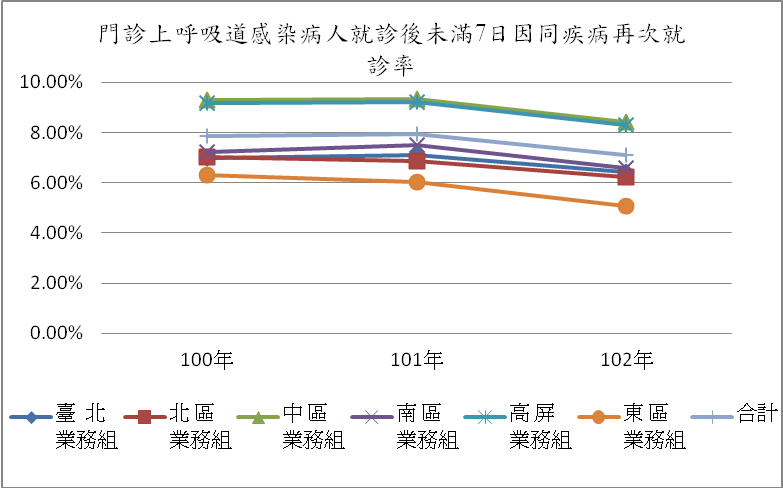 門診上呼吸道感染病人就診後未滿7日因同疾病再次就
診率
10.00%
8.00%
6.00%
4.00%
2.00%
0.00%
100年 101年 102年
臺北 北區 中區 南區 高屏 東區 合計
業務組 業務組 業務組 業務組 業務組 業務組